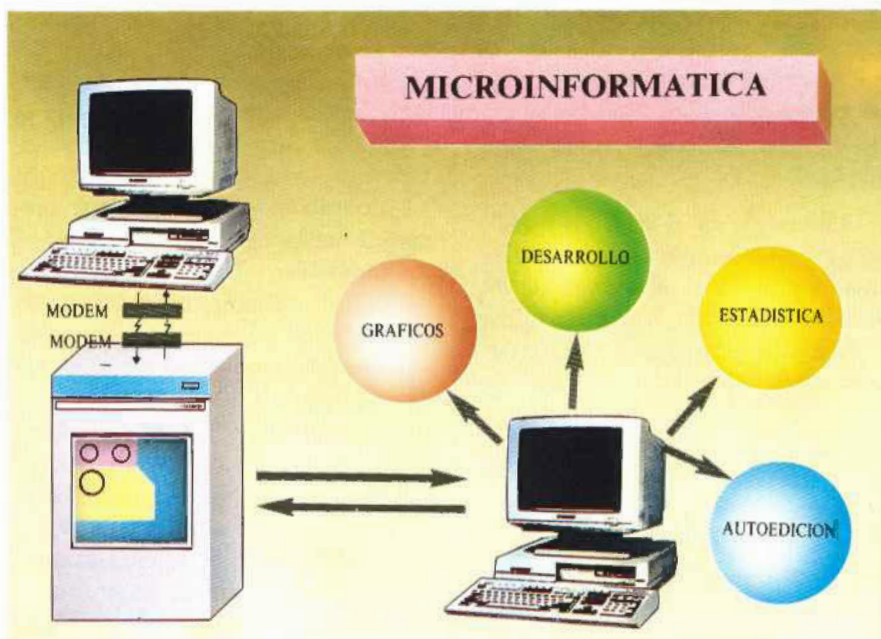 MICROINFORMATICA
DESARROLLO
GRAFICOS
ESTADISTICA
MODEM
MODEM
AUTOEDICION